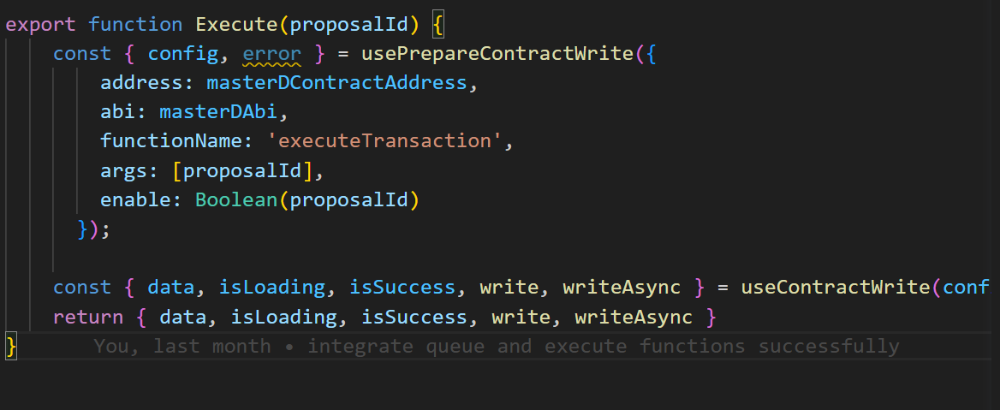 export function Execute(proposalId) {
const { config, error } = usePrepareContractWrite({
address: masterDContractAddress,
abi: masterDAbi,
functionName: 'executeTransaction',
args: [proposalId],
enable: Boolean(proposalId)
});
const { data, isLoading, isSuccess, write, writeAsync } = useContractWrite(conf
return { data, isLoading, isSuccess, write, writeAsync }
} You, last month • integrate queue and execute functions successfully